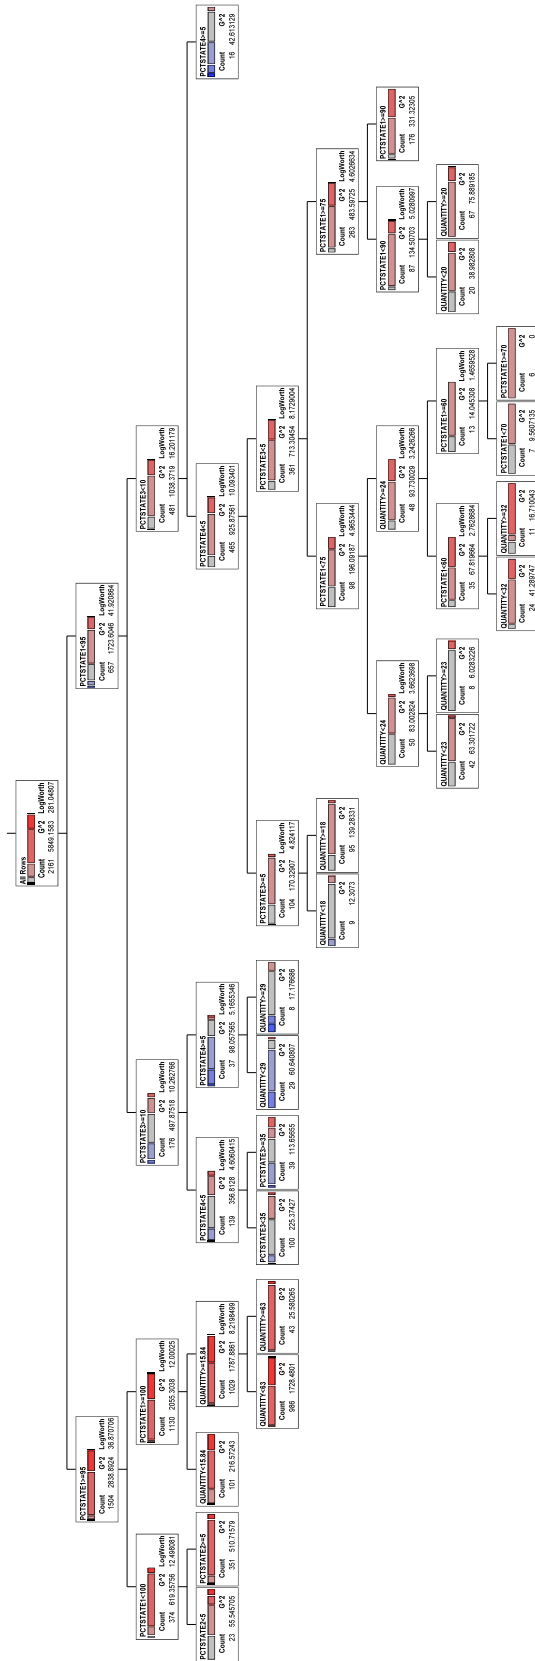 All Rows
Count G^2 LogWorth
2161 5849.1583 281.04807
PCTSTATE1>=95
Count G^2 LogWorth
1504 2838.8924 36.870706
PCTSTATE1<95
Count G^2 LogWorth
657 1723.6046 41.920864
PCTSTATE1<100
Count G^2 LogWorth
374 619.35756 12.498081
PCTSTATE1>=100
Count G^2 LogWorth
1130 2055.3038 12.00025
PCTSTATE3>=10
Count G^2 LogWorth
176 497.87518 10.262766
PCTSTATE3<10
Count G^2 LogWorth
481 1038.3719 16.201179
PCTSTATE2<5
Count G^2
23 55.545705
PCTSTATE2>=5
Count G^2
351 510.71579
QUANTITY<15.84
Count G^2
101 216.57243
QUANTITY>=15.84
Count G^2 LogWorth
1029 1787.8861 8.2198499
PCTSTATE4<5
Count G^2 LogWorth
139 356.8128 4.6060415
PCTSTATE4>=5
Count G^2 LogWorth
37 98.057565 5.1655346
PCTSTATE4<5
Count G^2 LogWorth
465 925.87561 10.093401
PCTSTATE4>=5
Count G^2
16 42.613129
QUANTITY<63
Count G^2
986 1728.4801
QUANTITY>=63
Count G^2
43 25.580265
PCTSTATE3<35
Count G^2
100 225.37427
PCTSTATE3>=35
Count G^2
39 113.65655
QUANTITY<29
Count G^2
29 60.640807
QUANTITY>=29
Count G^2
8 17.176686
PCTSTATE3>=5
Count G^2 LogWorth
104 170.32907 4.824117
PCTSTATE3<5
Count G^2 LogWorth
361 713.30454 8.1729004
QUANTITY<18
Count G^2
9 12.3073
QUANTITY>=18
Count G^2
95 139.28331
PCTSTATE1<75
Count G^2 LogWorth
98 196.09187 4.9653444
PCTSTATE1>=75
Count G^2 LogWorth
263 483.59725 4.6026634
QUANTITY<24
Count G^2 LogWorth
50 83.002824 3.6623698
QUANTITY>=24
Count G^2 LogWorth
48 93.730029 3.2426266
PCTSTATE1<90
Count G^2 LogWorth
87 134.50703 5.0280997
PCTSTATE1>=90
Count G^2
176 331.32305
QUANTITY<23
Count G^2
42 63.301722
QUANTITY>=23
Count G^2
8 6.0283226
PCTSTATE1<60
Count G^2 LogWorth
35 67.819664 2.7628684
PCTSTATE1>=60
Count G^2 LogWorth
13 14.045308 1.4659528
QUANTITY<20
Count G^2
20 38.982808
QUANTITY>=20
Count G^2
67 75.889185
QUANTITY<32
Count G^2
24 41.289747
QUANTITY>=32
Count G^2
11 16.710043
PCTSTATE1<70
Count G^2
7 9.5607135
PCTSTATE1>=70
Count G^2
6 0